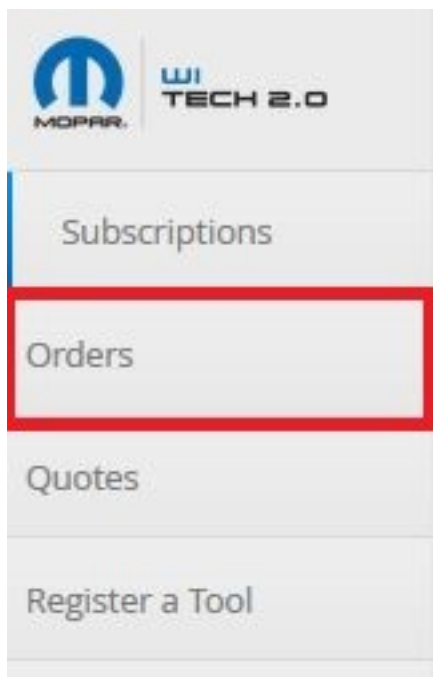 MOPAR.
WI
TECH 2.0
Subscriptions
Orders
Quotes
Register a Tool